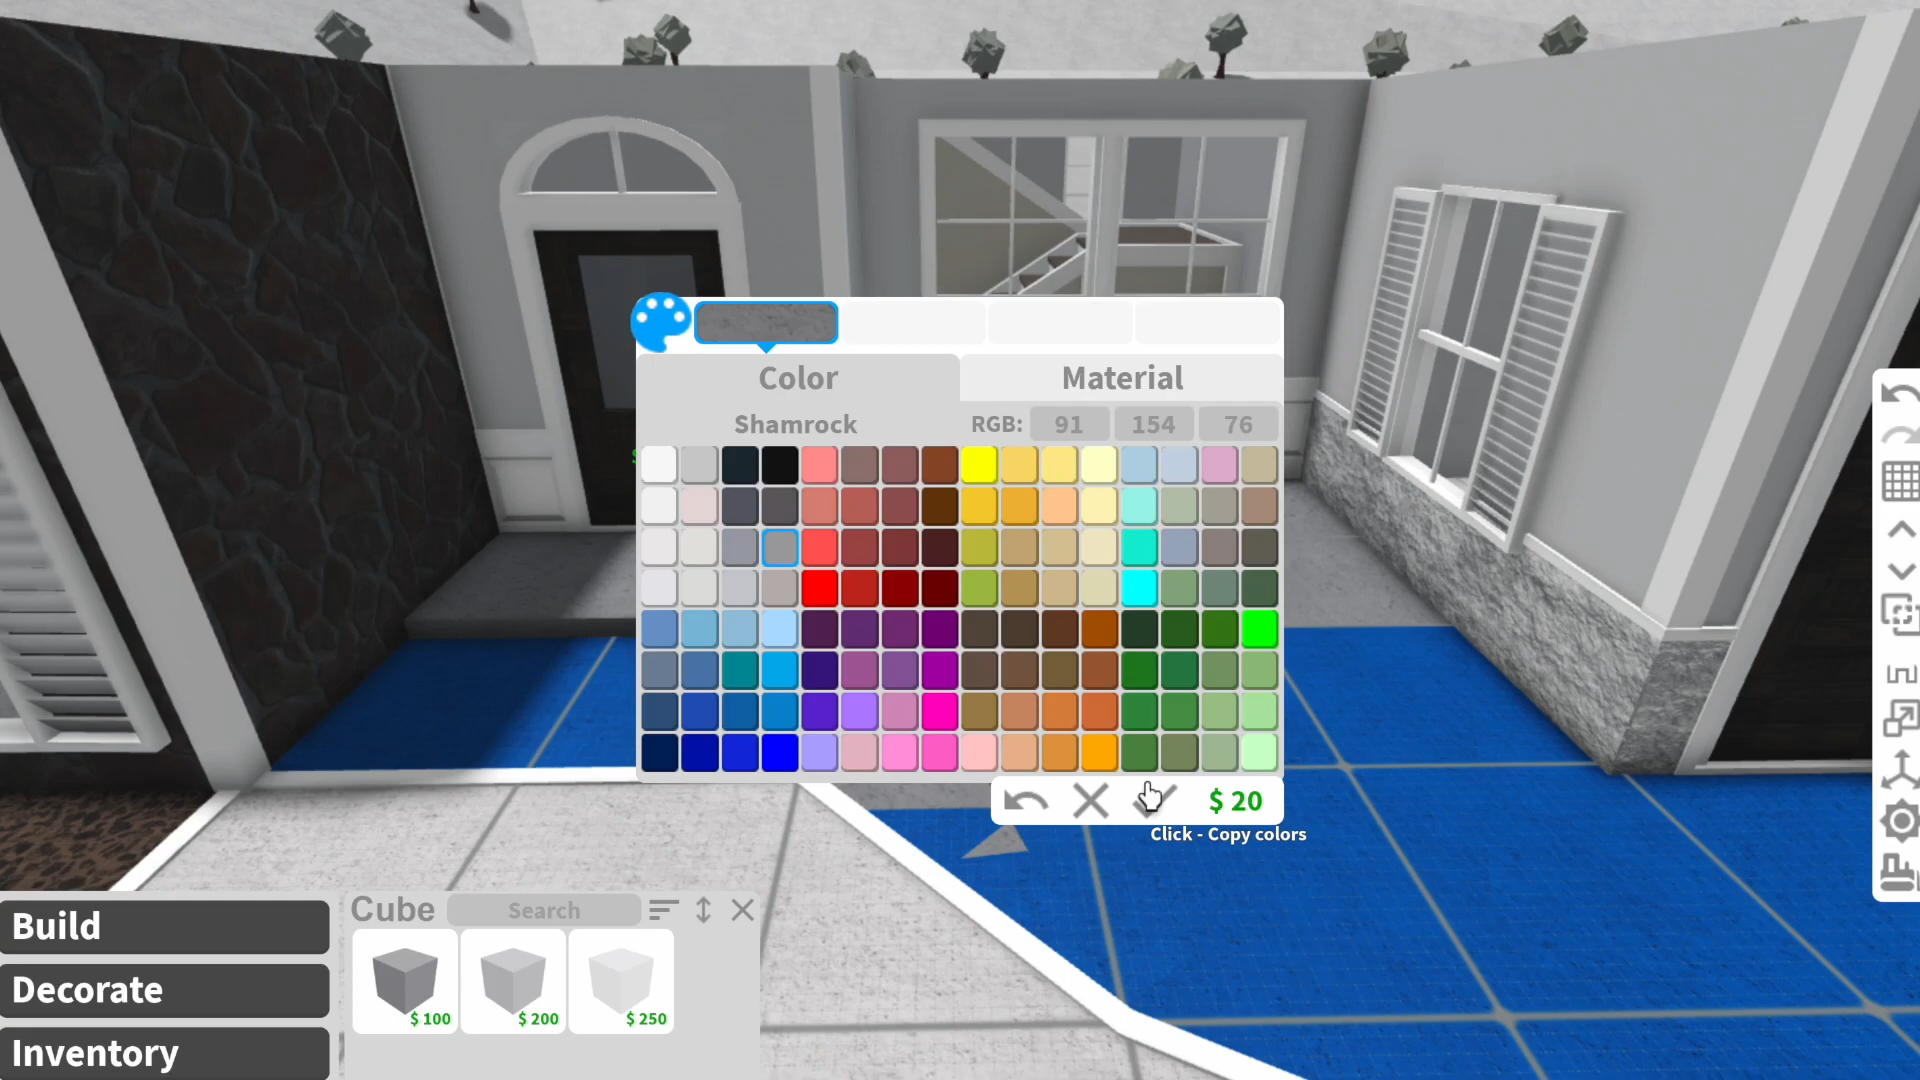 Color
Material
Shamrock
RGB: 91 154 76
$ 20
Click - Copy colors
Build
Decorate
Inventory
Cube
Search
$ 100
$ 200
$ 250